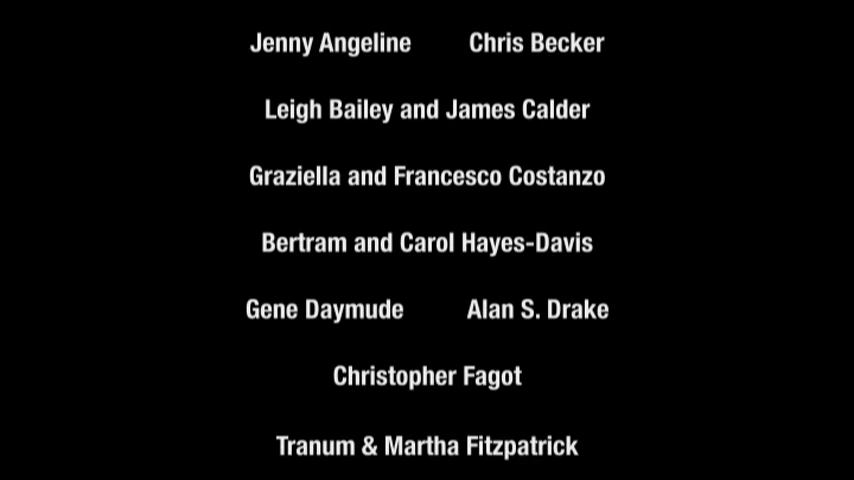 Jenny Angeline Chris Becker
Leigh Bailey and James Calder
Graziella and Francesco Costanzo
Bertram and Carol Hayes-Davis
Gene Daymude Alan S. Drake
Christopher Fagot
Tranum & Martha Fitzpatrick